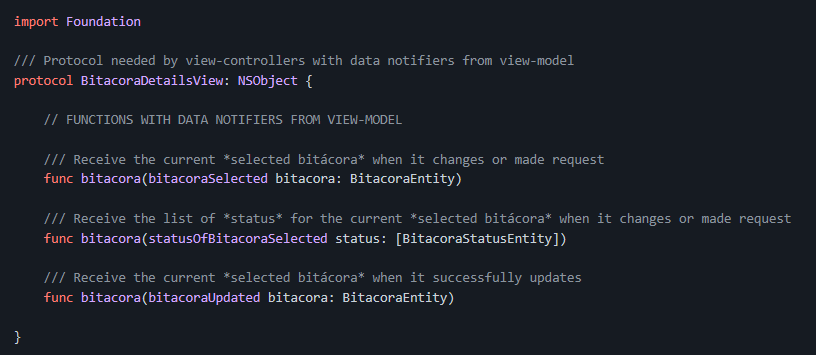 import Foundation
/// Protocol needed by view-controllers with data notifiers from view-model
protocol BitacoraDetailsView: NSObject {
// FUNCTIONS WITH DATA NOTIFIERS FROM VIEW-MODEL
/// Receive the current *selected bitácora* when it changes or made request
func bitacora(bitacoraSelected bitacora: BitacoraEntity)
/// Receive the list of *status* for the current *selected bitácora* when it changes or made request
func bitacora(statusOfBitacoraSelected status: [BitacoraStatusEntity])
/// Receive the current *selected bitácora* when it successfully updates
func bitacora(bitacoraUpdated bitacora: BitacoraEntity)
}